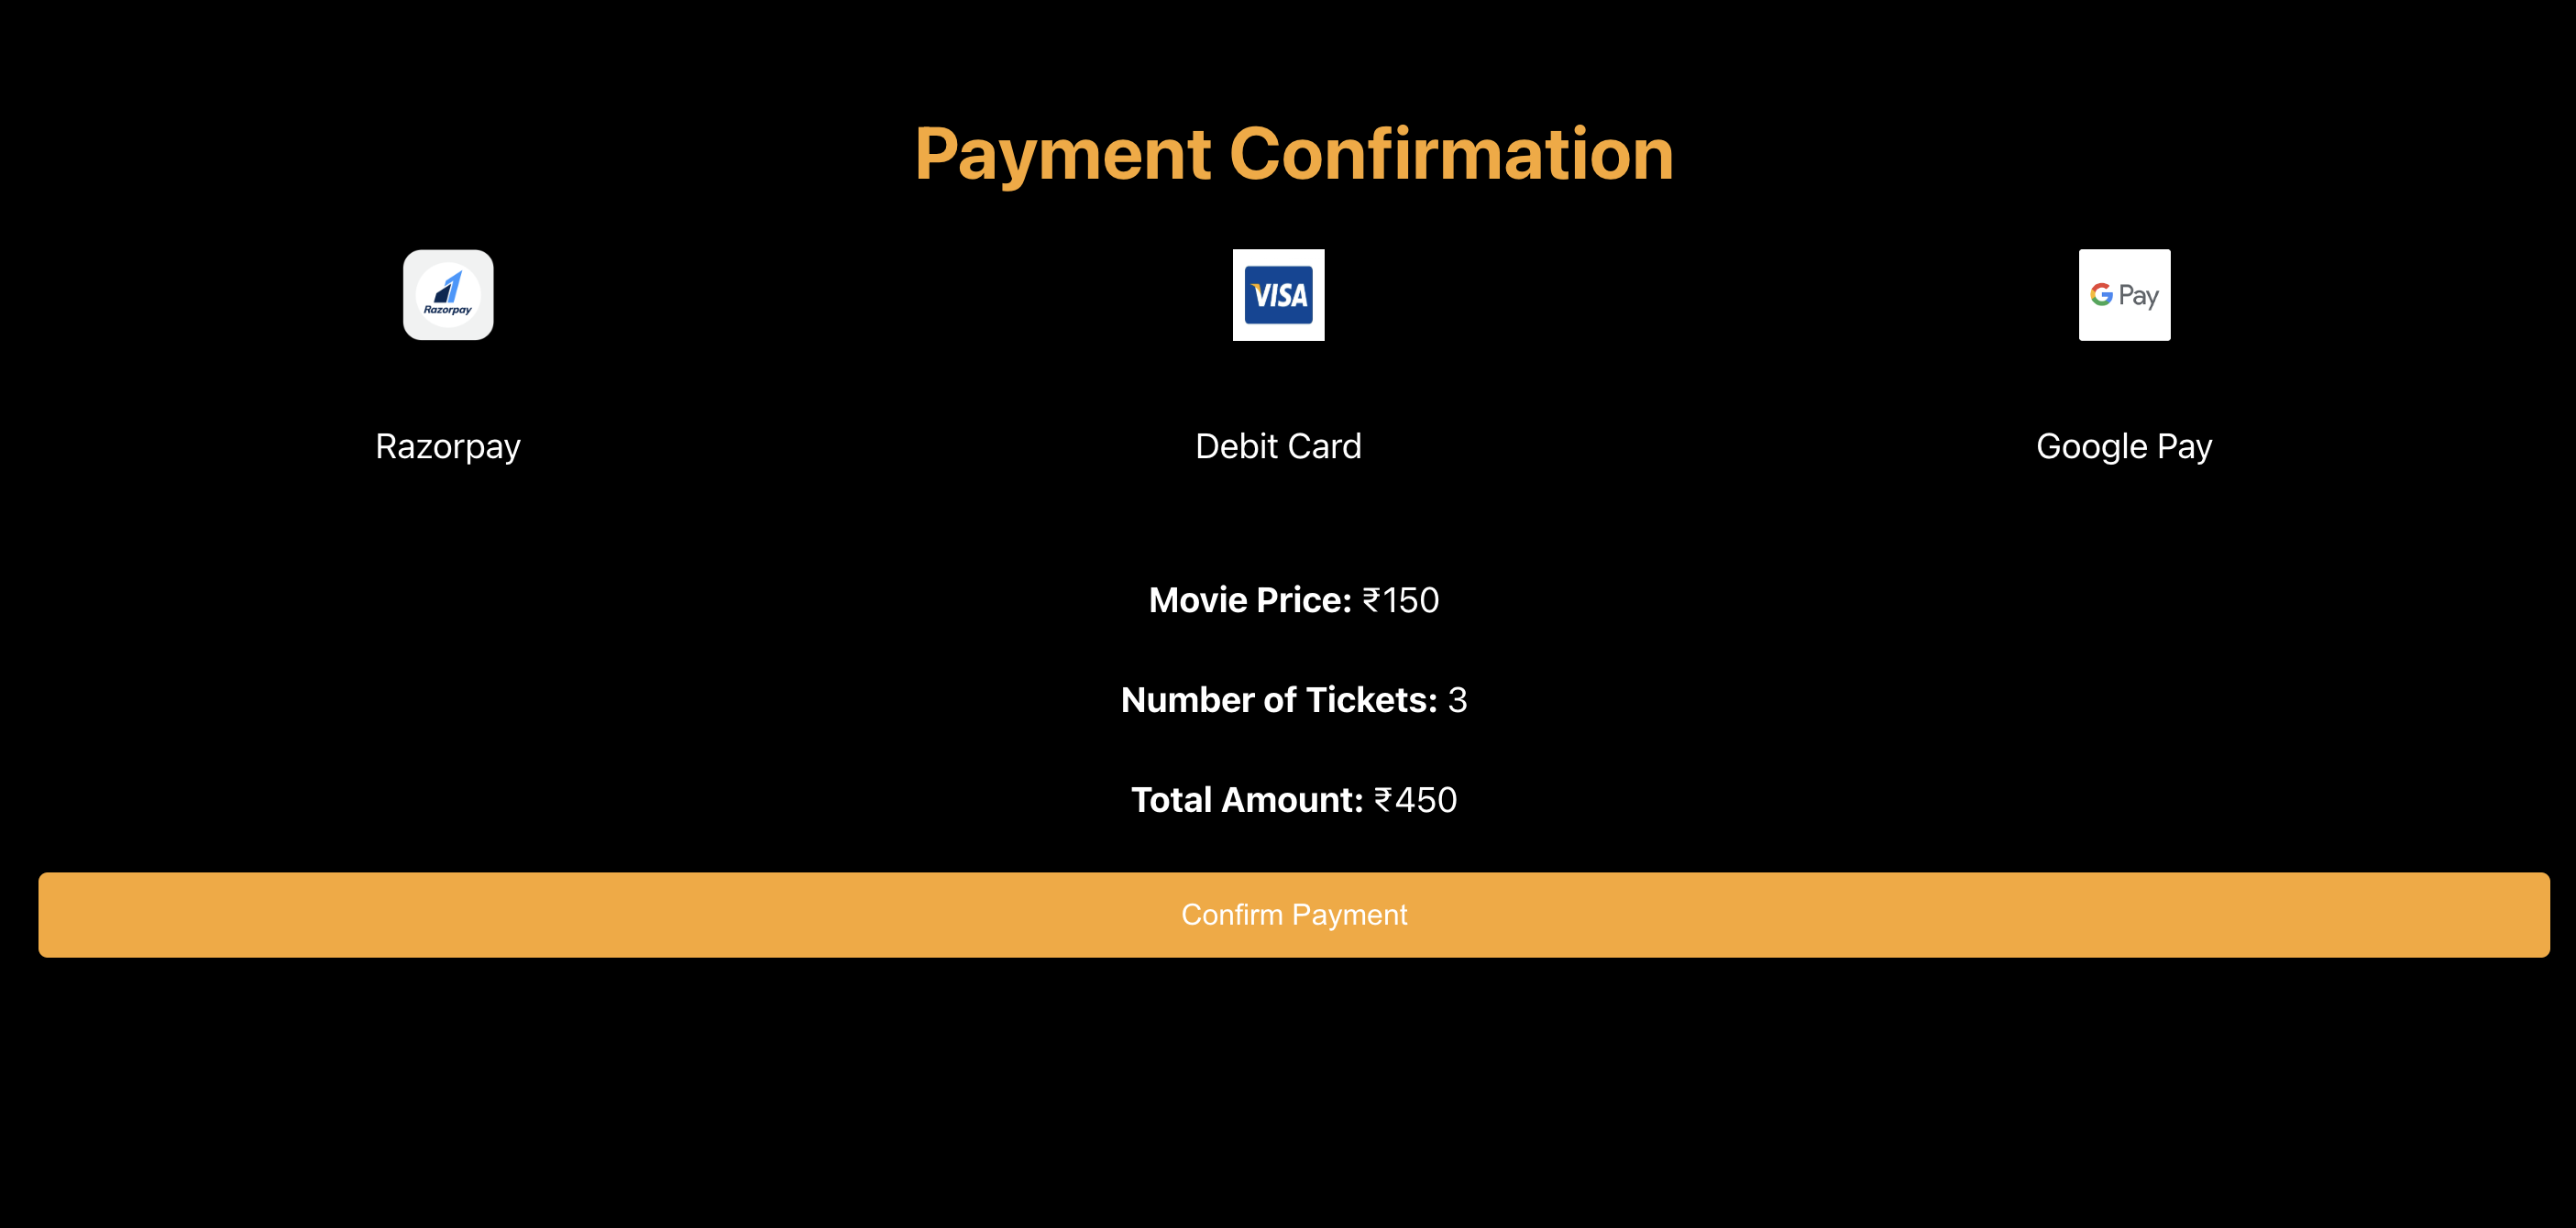 Payment Confirmation
Razorpay
VISA
G Pay
Razorpay
Debit Card
Google Pay
Movie Price: ₹150
Number of Tickets: 3
Total Amount: ₹450
Confirm Payment